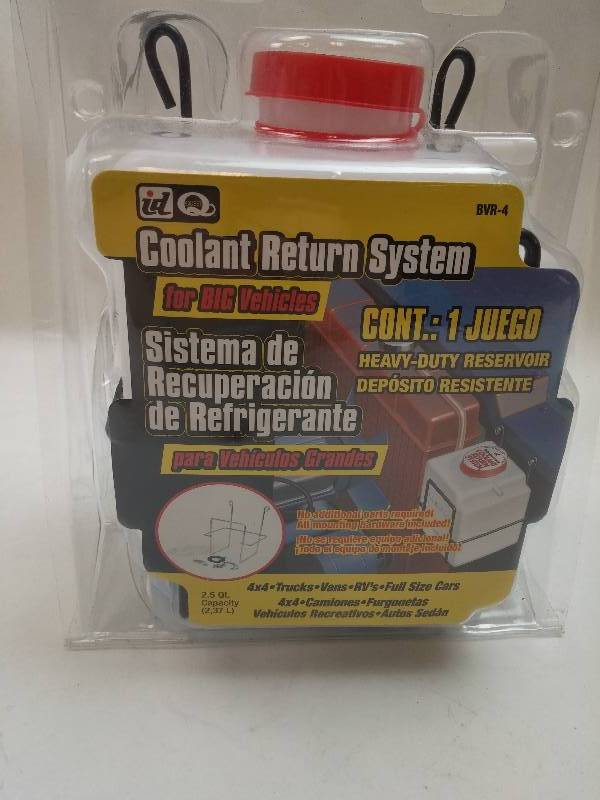 id
BVR-4
Coolant Return System
for BIG Vehicles
CONT.: 1 JUEGO
HEAVY-DUTY RESERVOIR
DEPÓSITO RESISTENTE
Sistema de
Recuperación
de Refrigerante
para Vehículos Grandes
No additional parts required!
All mounting hardware included!
¡No se requiere equipo adicional!
¡Todo el equipo de montaje incluido!
2.5 Qt.
Capacity
(2,37 L)
4x4•Trucks•Vans•RV's•Full Size Cars
4x4•Camiones•Furgonetas
Vehículos Recreativos•Autos Sedán